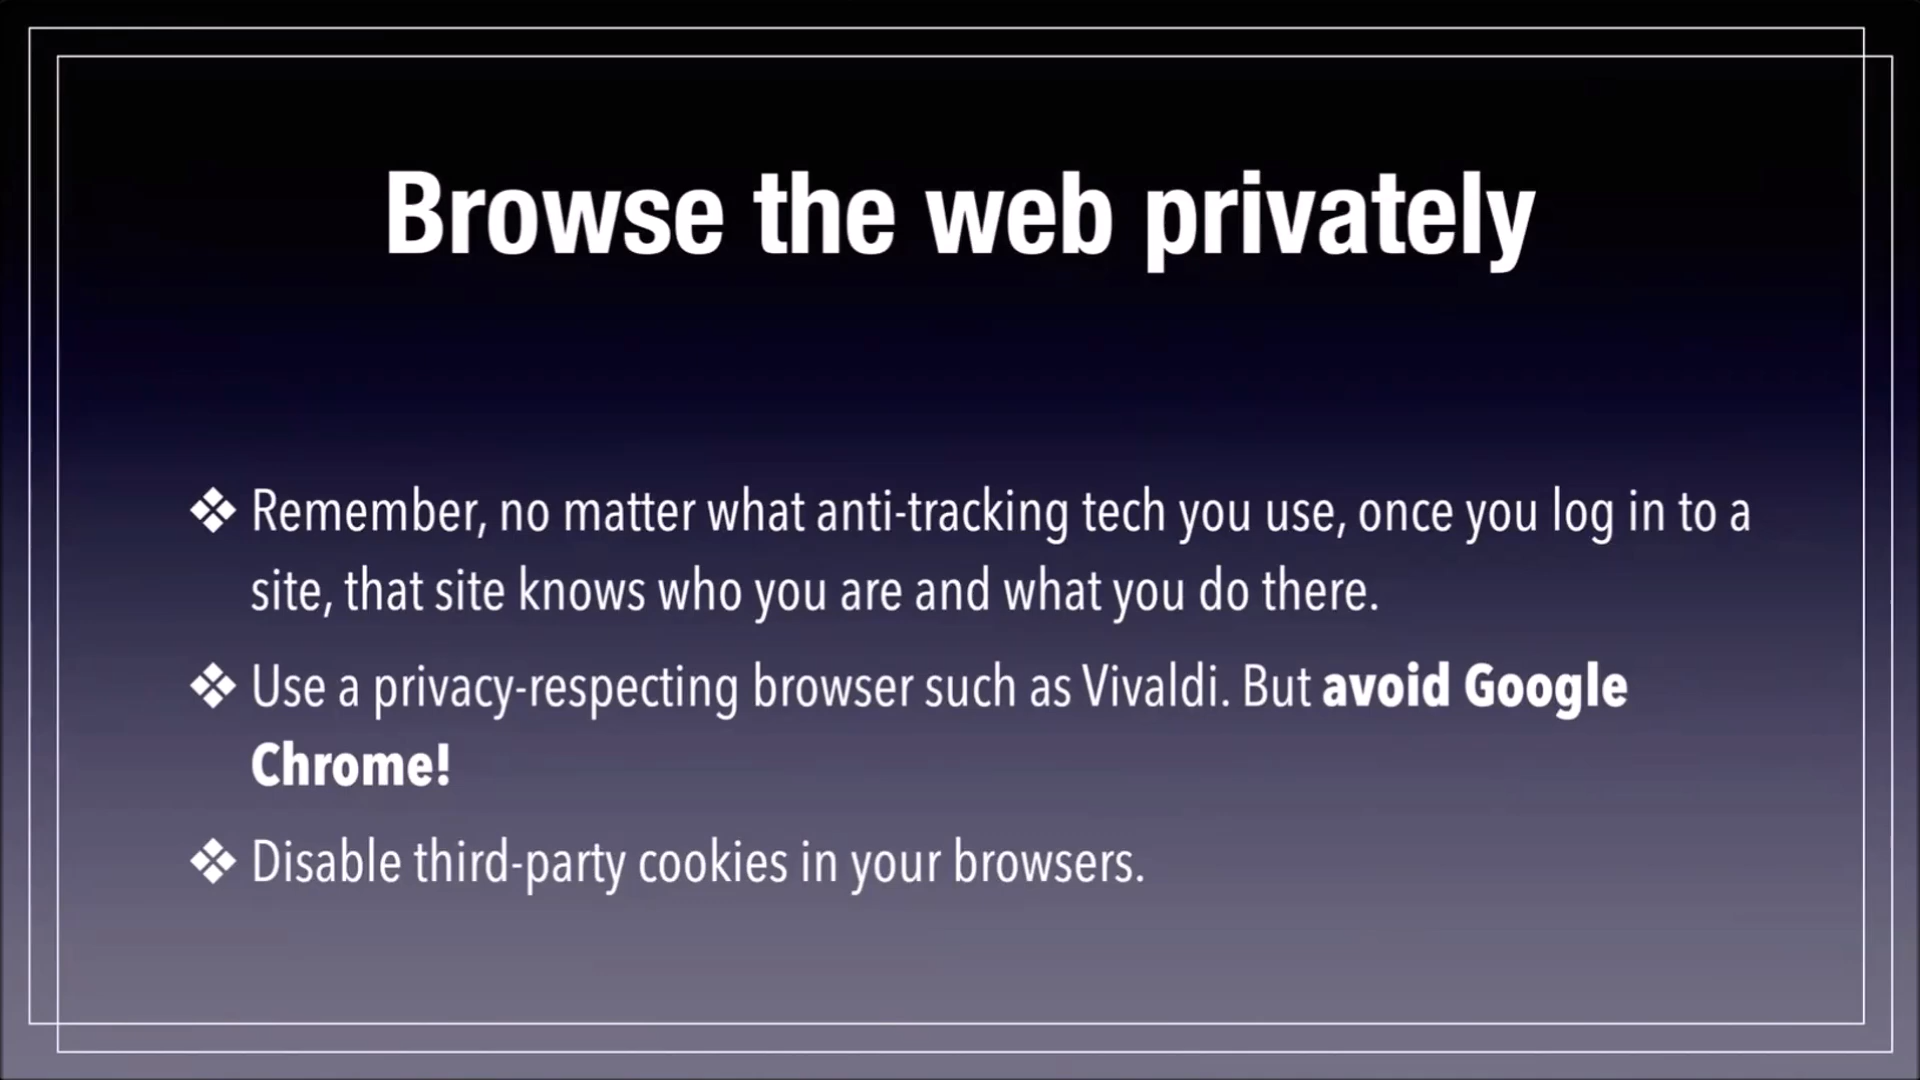 Browse the web privately
❖ Remember, no matter what anti-tracking tech you use, once you log in to a
site, that site knows who you are and what you do there.
❖ Use a privacy-respecting browser such as Vivaldi. But avoid Google
Chrome!
❖ Disable third-party cookies in your browsers.